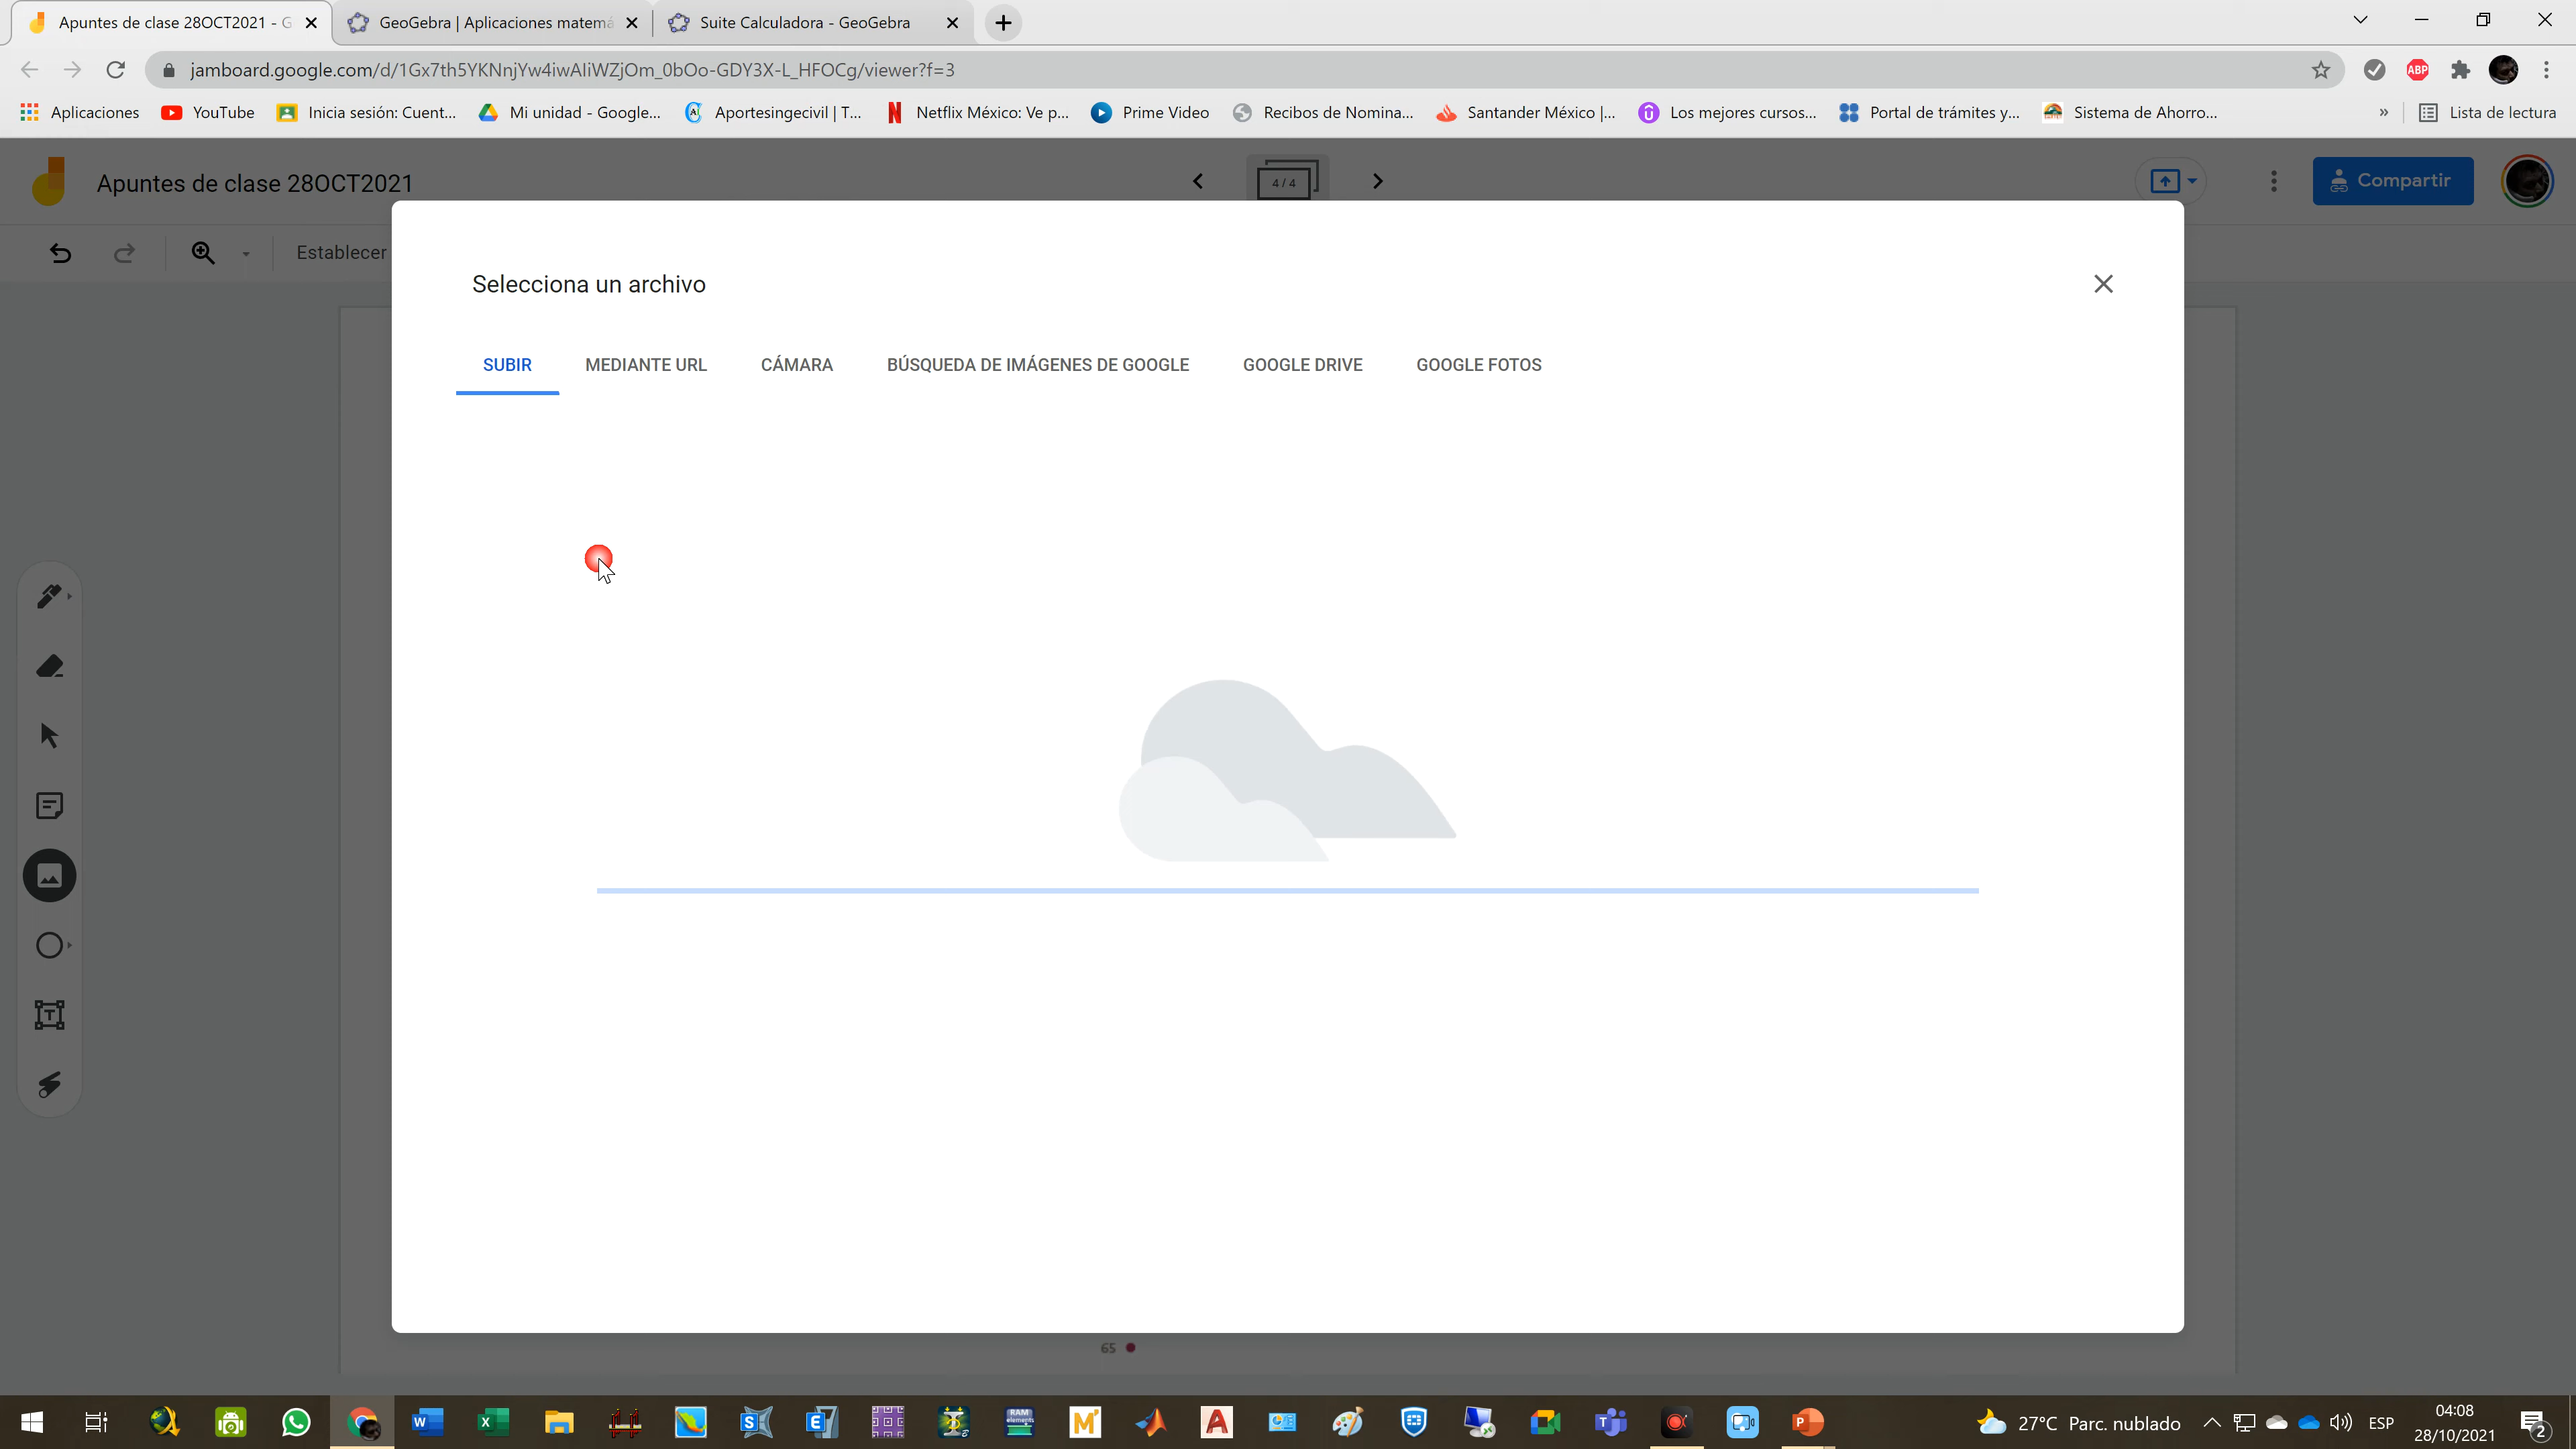 Apuntes de clase 28OCT2021 - G
GeoGebra | Aplicaciones matemá
Suite Calculadora - GeoGebra
jamboard.google.com/d/1Gx7th5YKNnjYw4iwAliWZjOm_0bOo-GDY3X-L_HFOCg/viewer?f=3
ABP
Aplicaciones
YouTube
Inicia sesión: Cuent...
Mi unidad - Google...
Aportesingecivil | T...
Netflix México: Ve p...
Prime Video
Recibos de Nomina...
Santander México |...
Los mejores cursos...
Portal de trámites y...
Sistema de Ahorro...
»
Lista de lectura
Apuntes de clase 28OCT2021
4 / 4
Compartir
Establecer
Selecciona un archivo
SUBIR
MEDIANTE URL
CÁMARA
BÚSQUEDA DE IMÁGENES DE GOOGLE
GOOGLE DRIVE
GOOGLE FOTOS
65
27°C Parc. nublado
ESP
04:08
28/10/2021
2